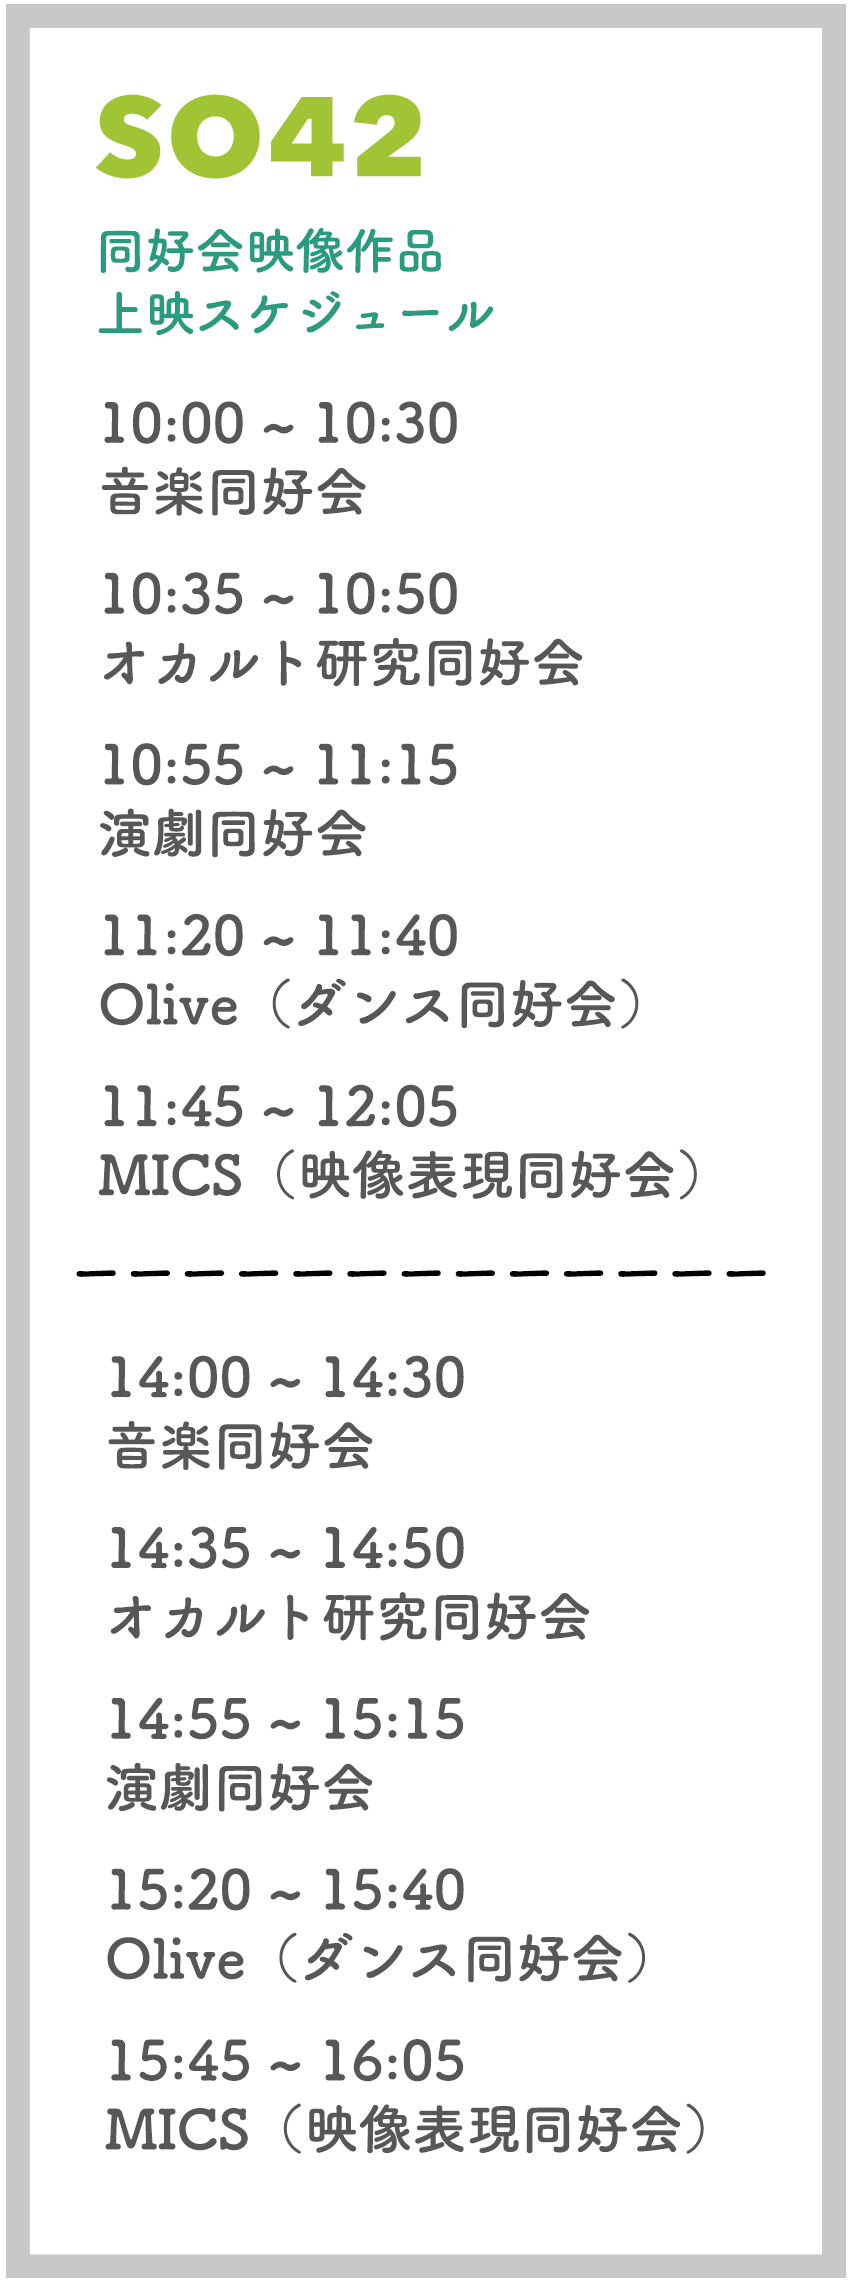 SO42
同好会映像作品
上映スケジュール
10:00 ~ 10:30
音楽同好会
10:35 ~ 10:50
オカルト研究同好会
10:55 ~ 11:15
演劇同好会
11:20 ~ 11:40
Olive（ダンス同好会）
11:45 ~ 12:05
MICS（映像表現同好会）
14:00 ~ 14:30
音楽同好会
14:35 ~ 14:50
オカルト研究同好会
14:55 ~ 15:15
演劇同好会
15:20 ~ 15:40
Olive（ダンス同好会）
15:45 ~ 16:05
MICS（映像表現同好会）